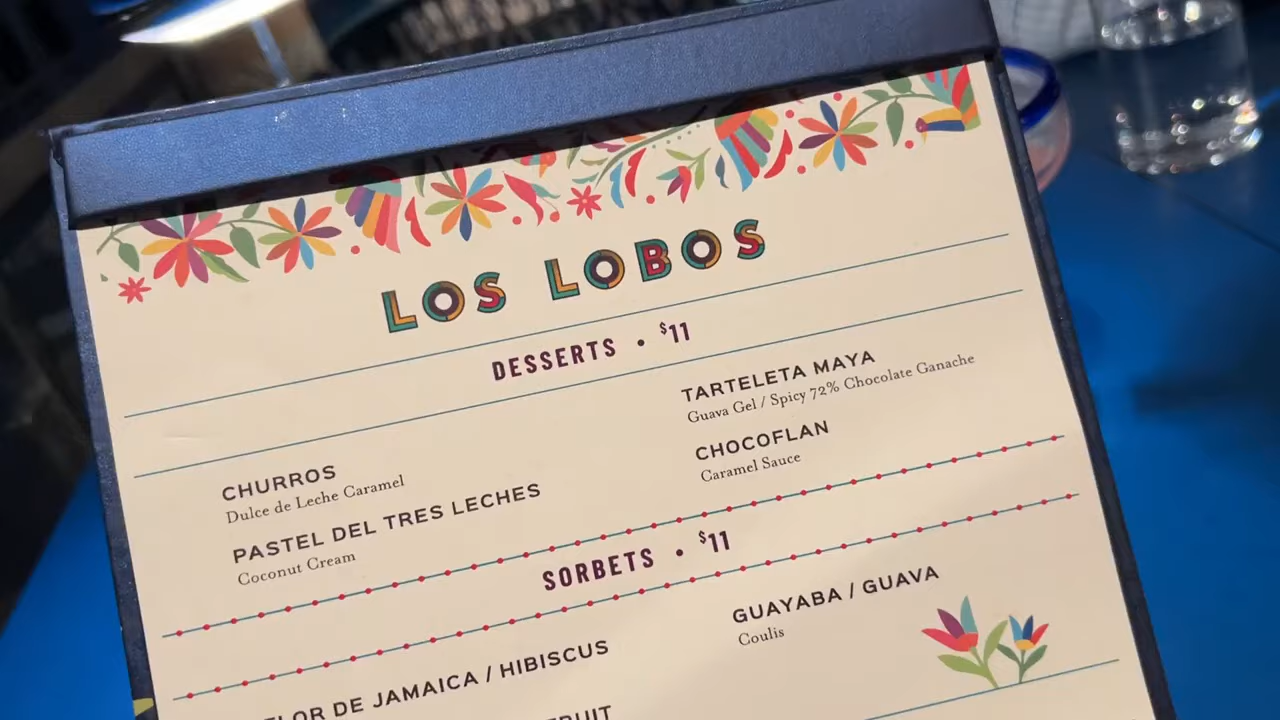 LOS LOBOS
DESSERTS • $11
CHURROS
Dulce de Leche Caramel
PASTEL DEL TRES LECHES
Coconut Cream
TARTELETA MAYA
Guava Gel / Spicy 72% Chocolate Ganache
CHOCOFLAN
Caramel Sauce
SORBETS • $11
FLOR DE JAMAICA / HIBISCUS
GUAYABA / GUAVA
Coulis